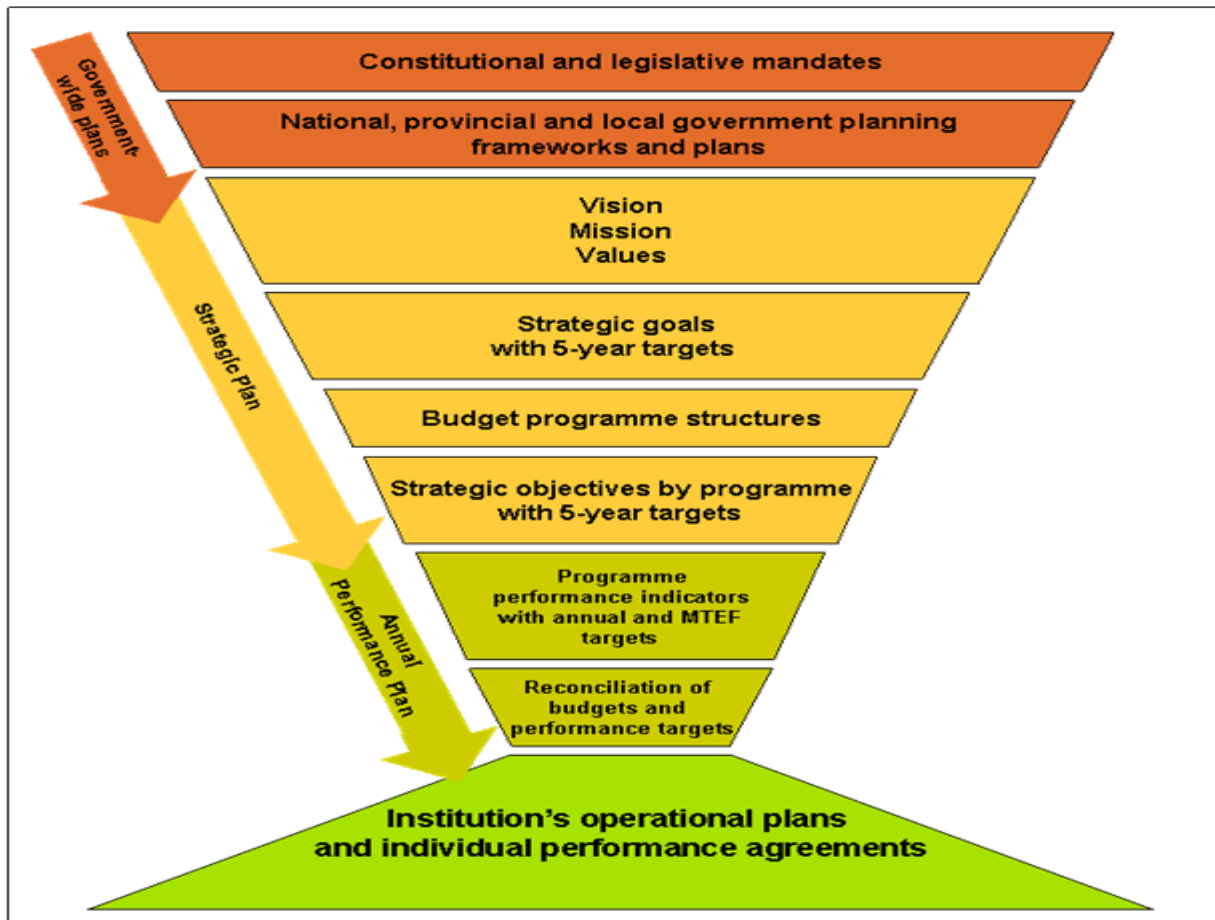 Government-
wide plans
Constitutional and legislative mandates
National, provincial and local government planning
frameworks and plans
Strategic Plan
Vision
Mission
Values
Strategic goals
with 5-year targets
Budget programme structures
Strategic objectives by programme
with 5-year targets
Annual
Performance Plan
Programme
performance indicators
with annual and MTEF
targets
Reconciliation of
budgets and
performance targets
Institution’s operational plans
and individual performance agreements